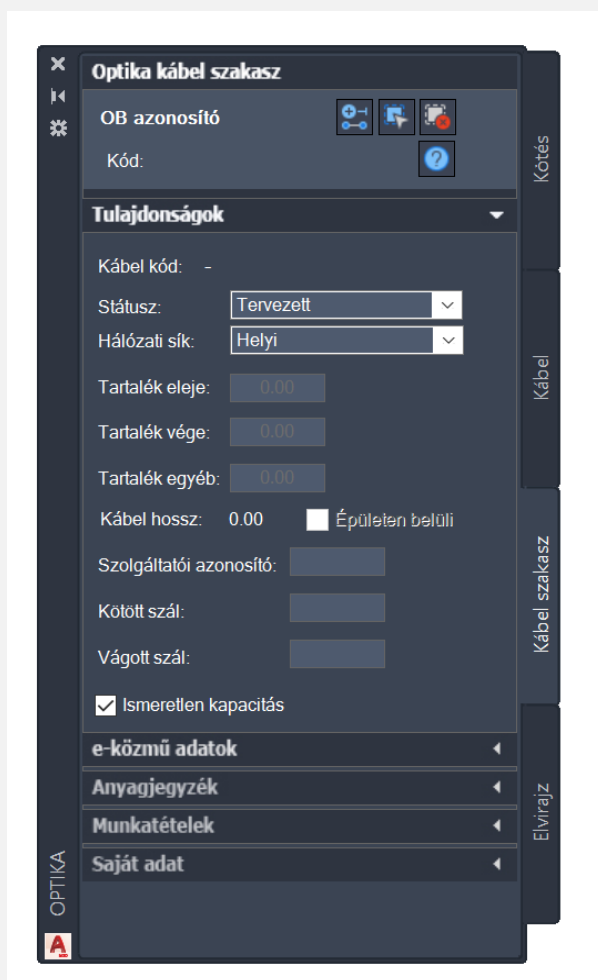 Optika kábel szakasz
OB azonosító
Kód:
Tulajdonságok
Kábel kód: -
Státusz: Tervezett
Hálózati sík: Helyi
Tartalék eleje: 0.00
Tartalék vége: 0.00
Tartalék egyéb: 0.00
Kábel hossz: 0.00 Épületen belüli
Szolgáltatói azonosító:
Kötött szál:
Vágott szál:
Ismeretlen kapacitás
e-közmű adatok
Anyagjegyzék
Munkatételek
Saját adat
Kötés
Kábel
Kábel szakasz
Elvirajz
OPTIKA
A